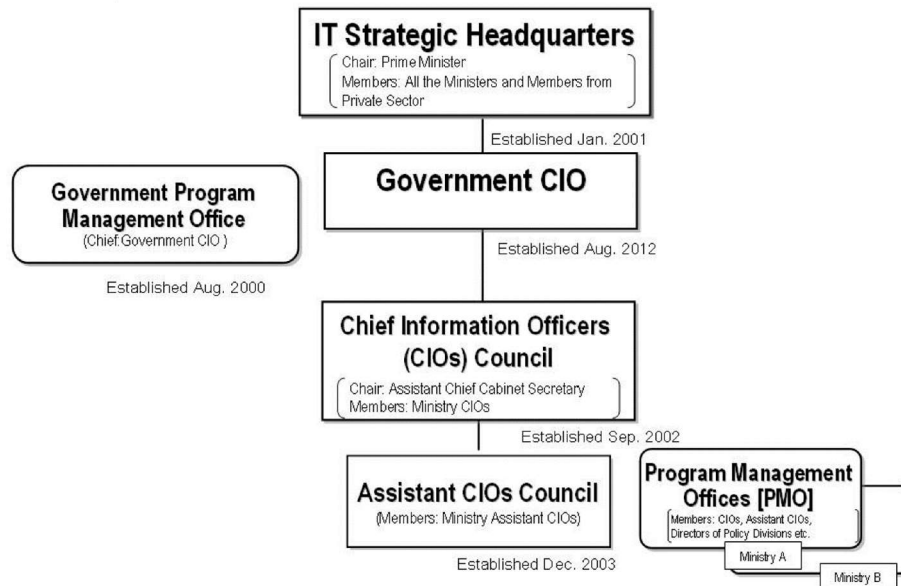 IT Strategic Headquarters
Chair: Prime Minister
Members: All the Ministers and Members from
Private Sector
Established Jan. 2001
Government CIO
Government Program
Management Office
(Chief:Government CIO )
Established Aug. 2012
Established Aug. 2000
Chief Information Officers
(CIOs) Council
Chair: Assistant Chief Cabinet Secretary
Members: Ministry CIOs
Established Sep. 2002
Assistant CIOs Council
(Members: Ministry Assistant CIOs)
Established Dec. 2003
Program Management
Offices [PMO]
Members: CIOs, Assistant CIOs,
Directors of Policy Divisions etc.
Ministry A
Ministry B